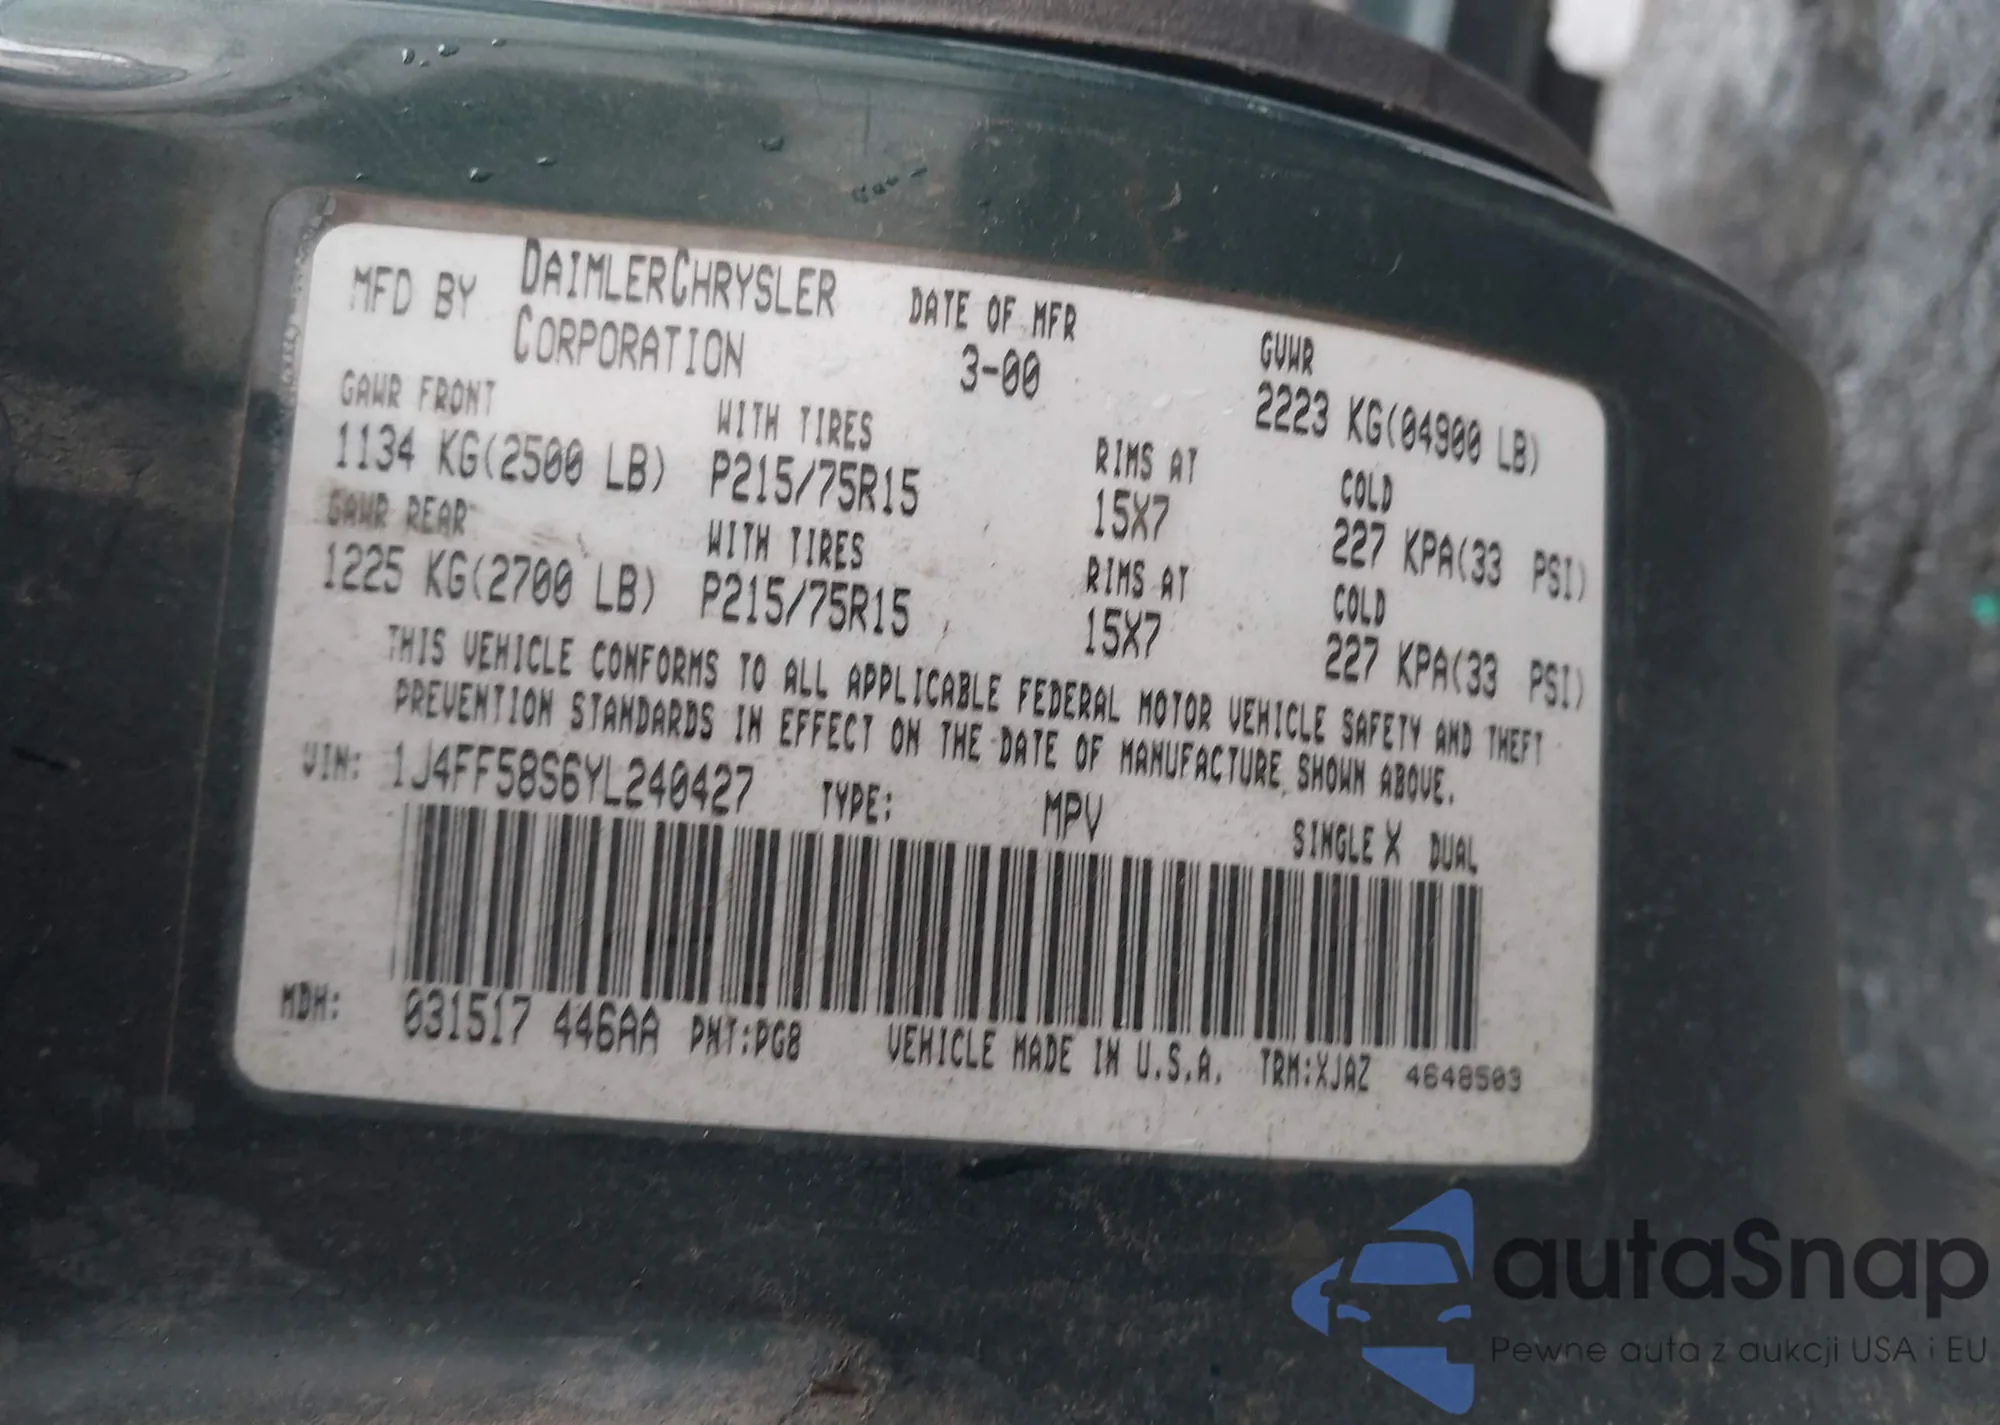 MFD BY DAIMLERCHRYSLER CORPORATION
DATE OF MFR 3-00
GVWR 2223 KG(04900 LB)
GAWR FRONT WITH TIRES RIMS AT COLD
1134 KG(2500 LB) P215/75R15 15X7 227 KPA(33 PSI)
GAWR REAR WITH TIRES RIMS AT COLD
1225 KG(2700 LB) P215/75R15 15X7 227 KPA(33 PSI)
THIS VEHICLE CONFORMS TO ALL APPLICABLE FEDERAL MOTOR VEHICLE SAFETY AND THEFT
PREVENTION STANDARDS IN EFFECT ON THE DATE OF MANUFACTURE SHOWN ABOVE.
VIN: 1J4FF58S6YL240427 TYPE: MPV SINGLE X DUAL
MDH: 031517 446AA PNT:PG8 VEHICLE MADE IN U.S.A. TRM:XJAZ 4648503
autaSnap
Pewne auta z aukcji USA i EU